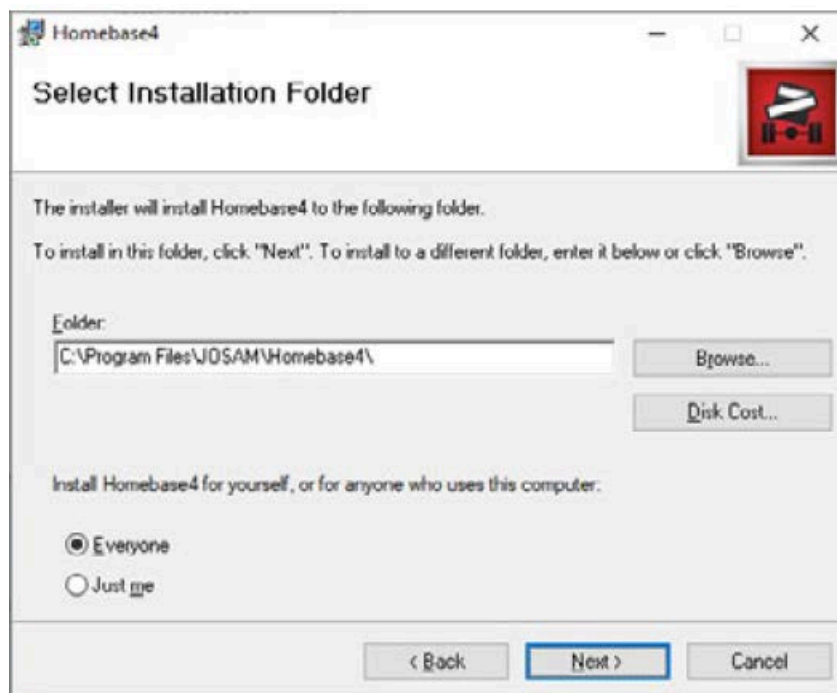 Homebase4
Select Installation Folder
The installer will install Homebase4 to the following folder.
To install in this folder, click "Next". To install to a different folder, enter it below or click "Browse".
Folder:
C:\Program Files\JOSAM\Homebase4\
Browse...
Disk Cost...
Install Homebase4 for yourself, or for anyone who uses this computer:
Everyone
Just me
< Back
Next >
Cancel